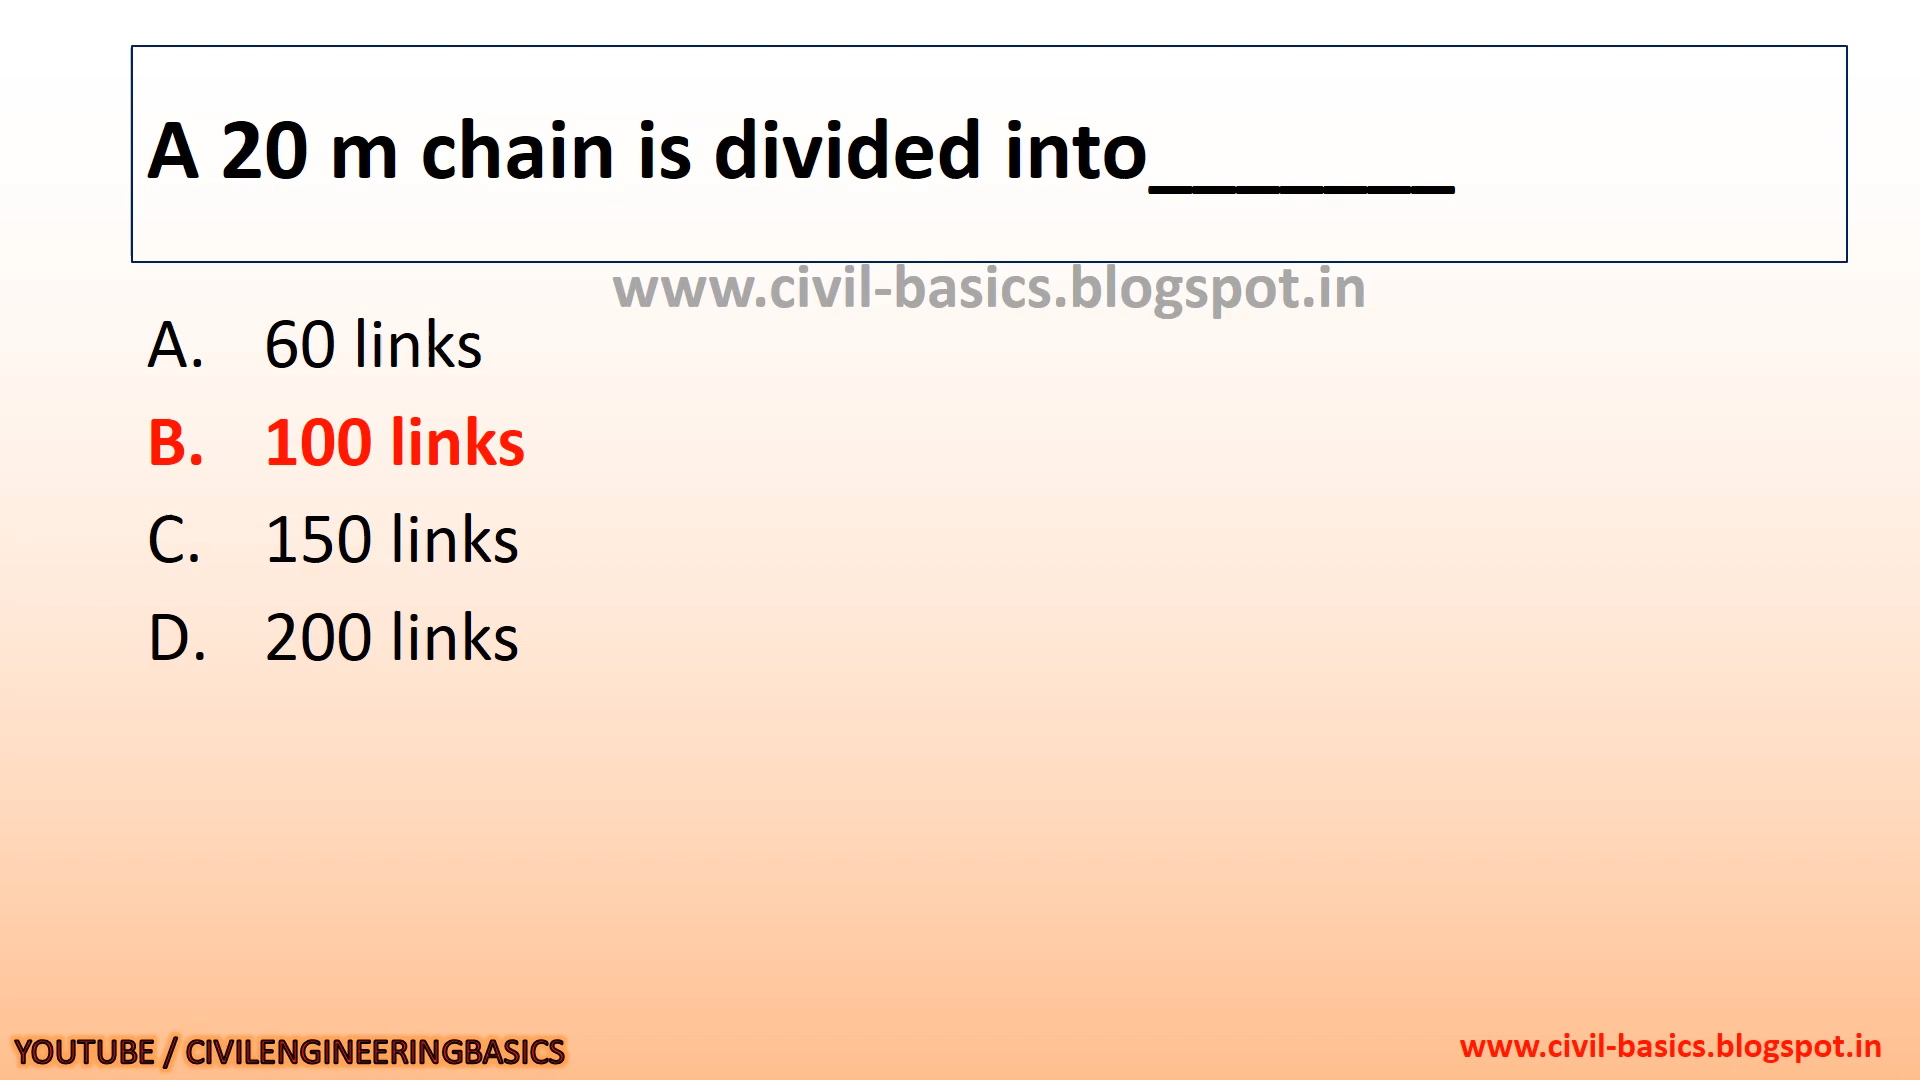 A 20 m chain is divided into_______
www.civil-basics.blogspot.in
A. 60 links
B. 100 links
C. 150 links
D. 200 links
YOUTUBE / CIVILENGINEERINGBASICS
www.civil-basics.blogspot.in